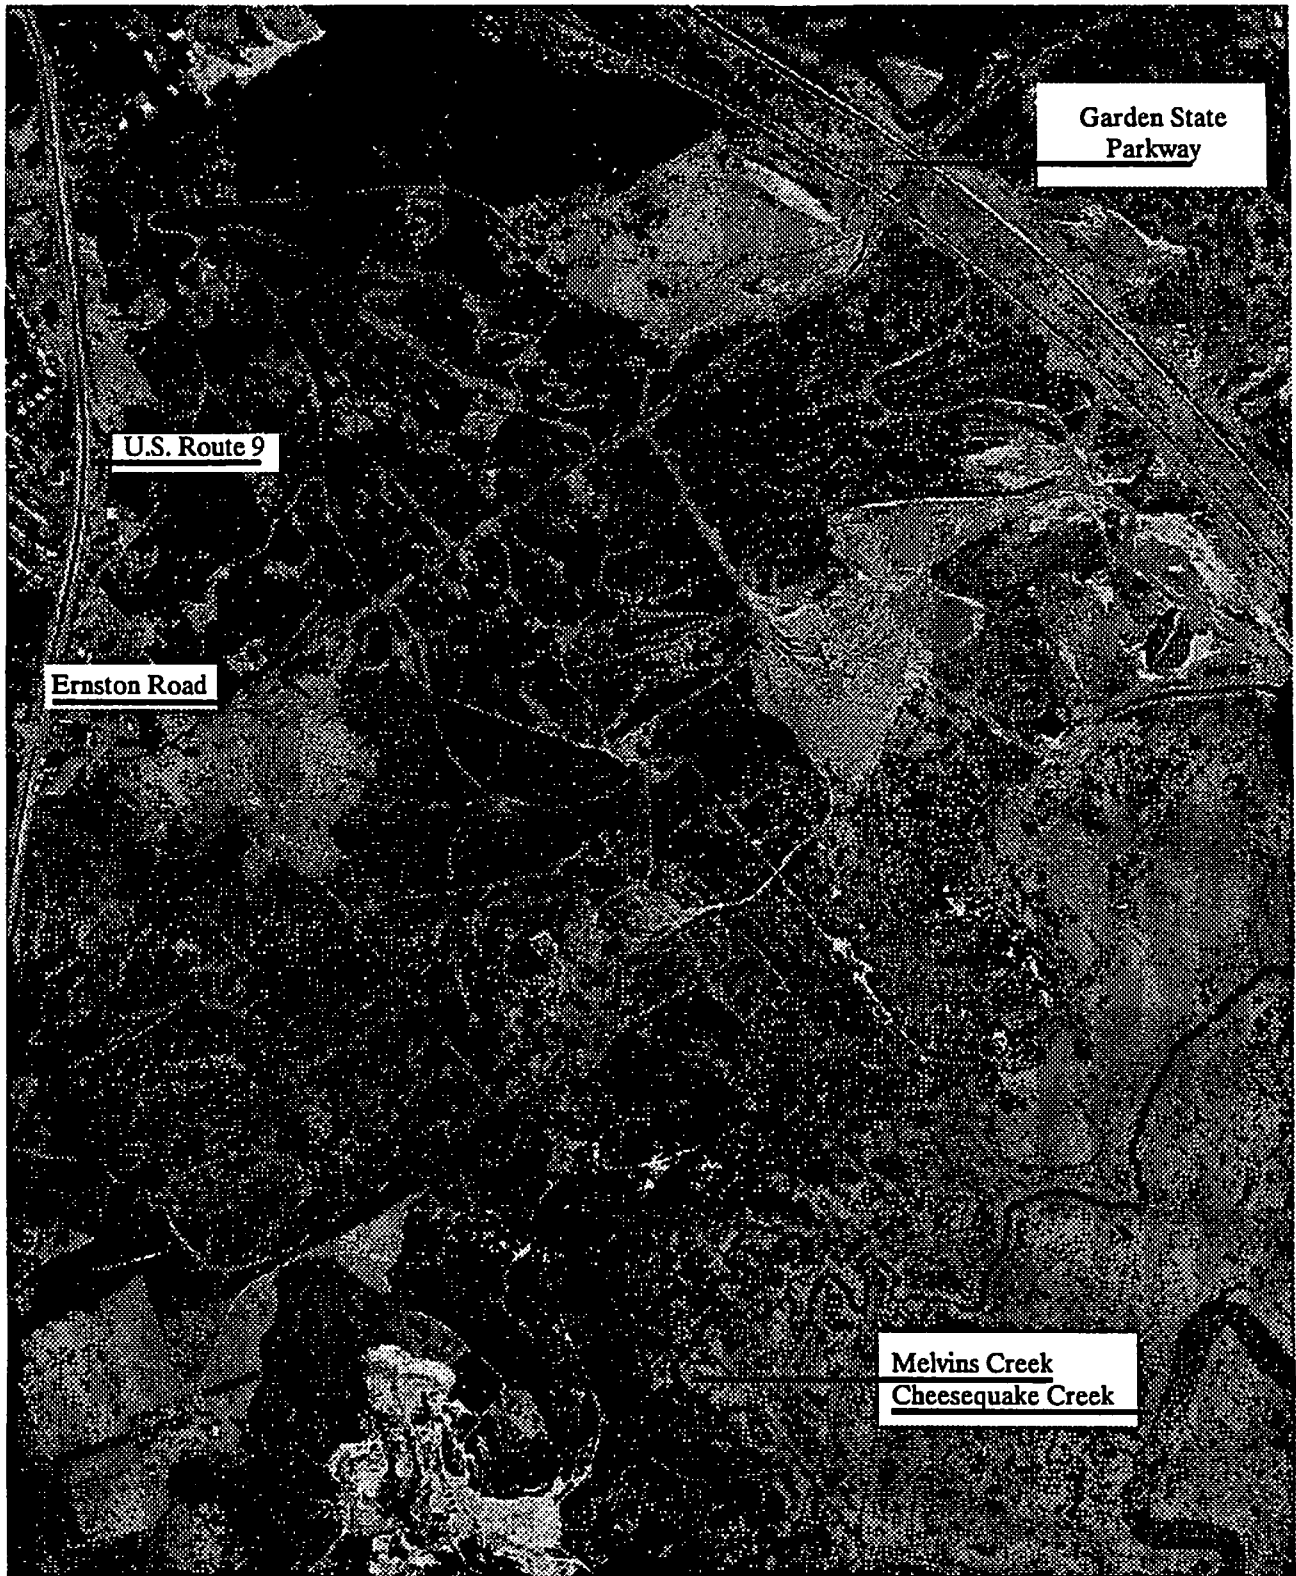 Garden State
Parkway
U.S. Route 9
Ernston Road
Melvins Creek
Cheesequake Creek